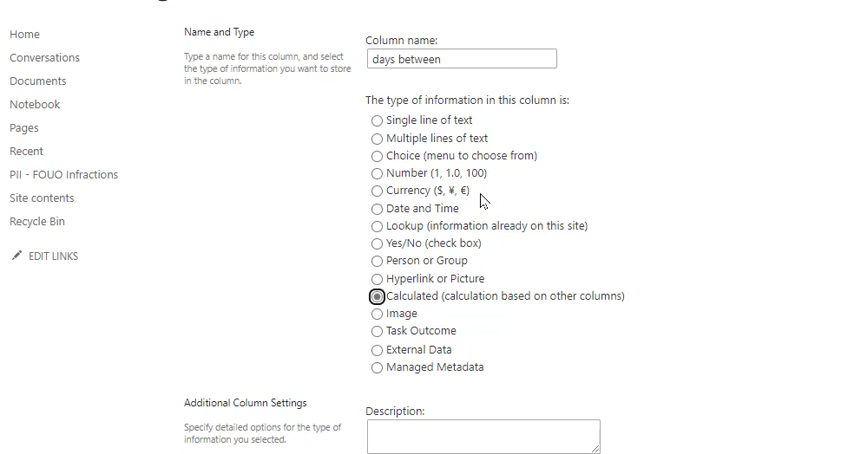 Home
Conversations
Documents
Notebook
Pages
Recent
PII - FOUO Infractions
Site contents
Recycle Bin
EDIT LINKS
Name and Type
Type a name for this column, and select
the type of information you want to store
in the column.
Column name:
days between
The type of information in this column is:
Single line of text
Multiple lines of text
Choice (menu to choose from)
Number (1, 1.0, 100)
Currency ($, ¥, €)
Date and Time
Lookup (information already on this site)
Yes/No (check box)
Person or Group
Hyperlink or Picture
Calculated (calculation based on other columns)
Image
Task Outcome
External Data
Managed Metadata
Additional Column Settings
Specify detailed options for the type of
information you selected.
Description: